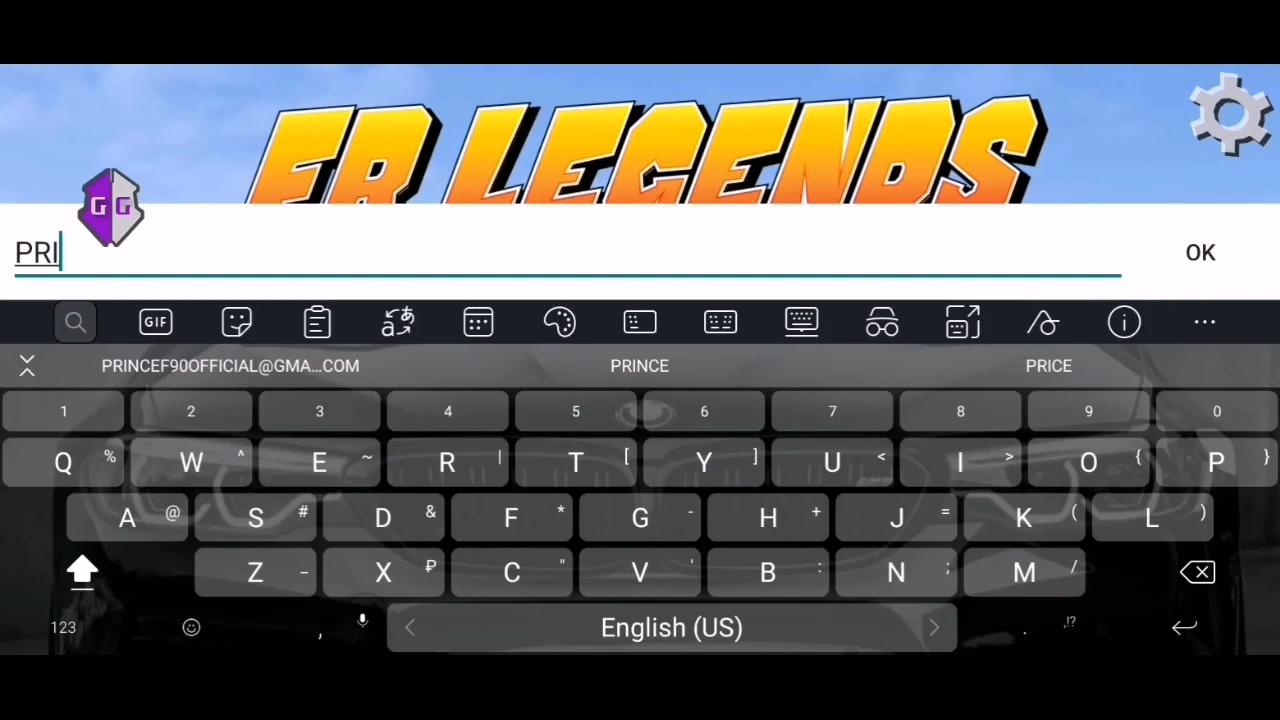 FR LEGENDS
GG
PRI
OK
GIF
PRINCEF90OFFICIAL@GMA...COM PRINCE PRICE
1 2 3 4 5 6 7 8 9 0
Q % W ^ E ~ R | T [ Y ] U < I > O { P }
A @ S # D & F * G - H + J = K ( L )
Z _ X ₽ C " V ' B : N ; M /
123 , < English (US) > . ,!?